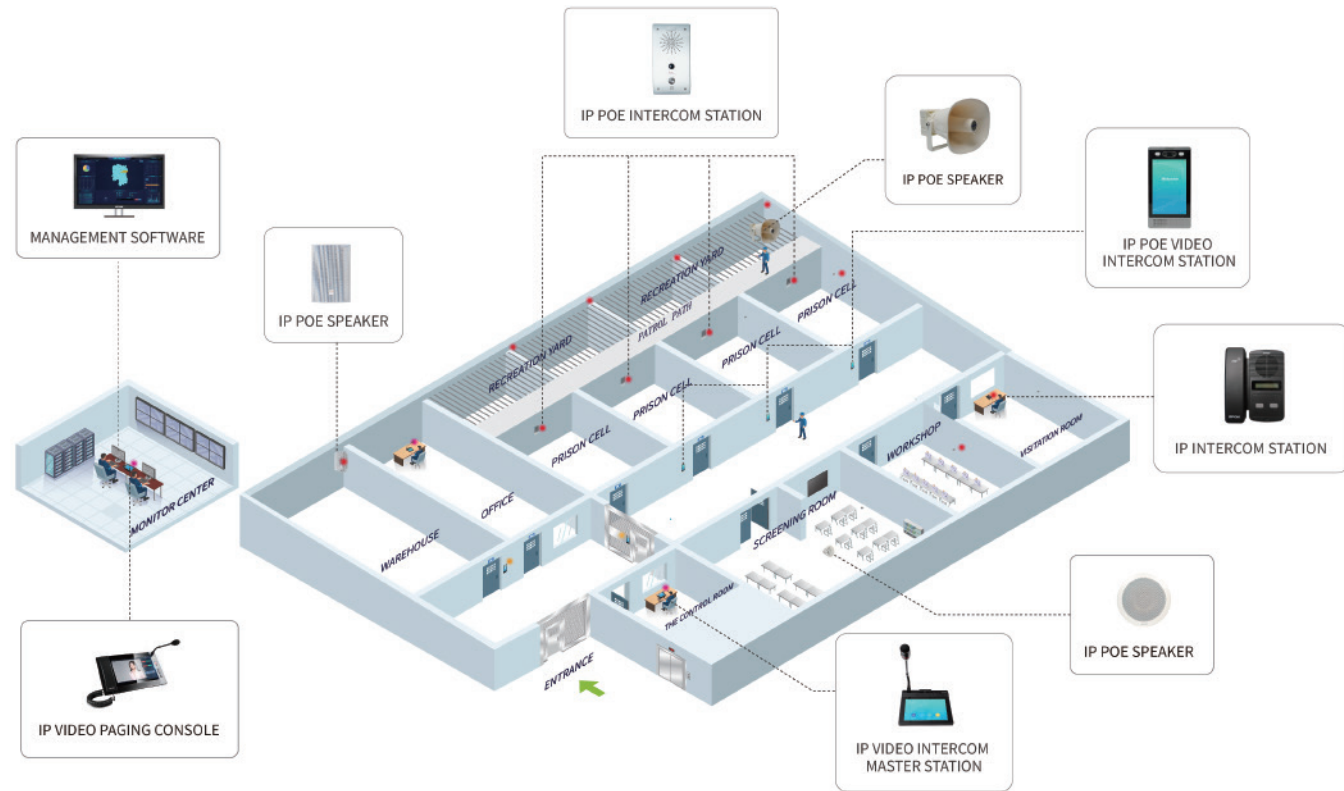 IP POE INTERCOM STATION
IP POE SPEAKER
MANAGEMENT SOFTWARE
IP POE VIDEO
INTERCOM STATION
IP POE SPEAKER
RECREATION YARD
PATROL PATH
RECREATION YARD
PRISON CELL
PRISON CELL
PRISON CELL
PRISON CELL
IP INTERCOM STATION
WORKSHOP
VISITATION ROOM
MONITOR CENTER
OFFICE
WAREHOUSE
SCREENING ROOM
THE CONTROL ROOM
ENTRANCE
IP POE SPEAKER
IP VIDEO PAGING CONSOLE
IP VIDEO INTERCOM
MASTER STATION